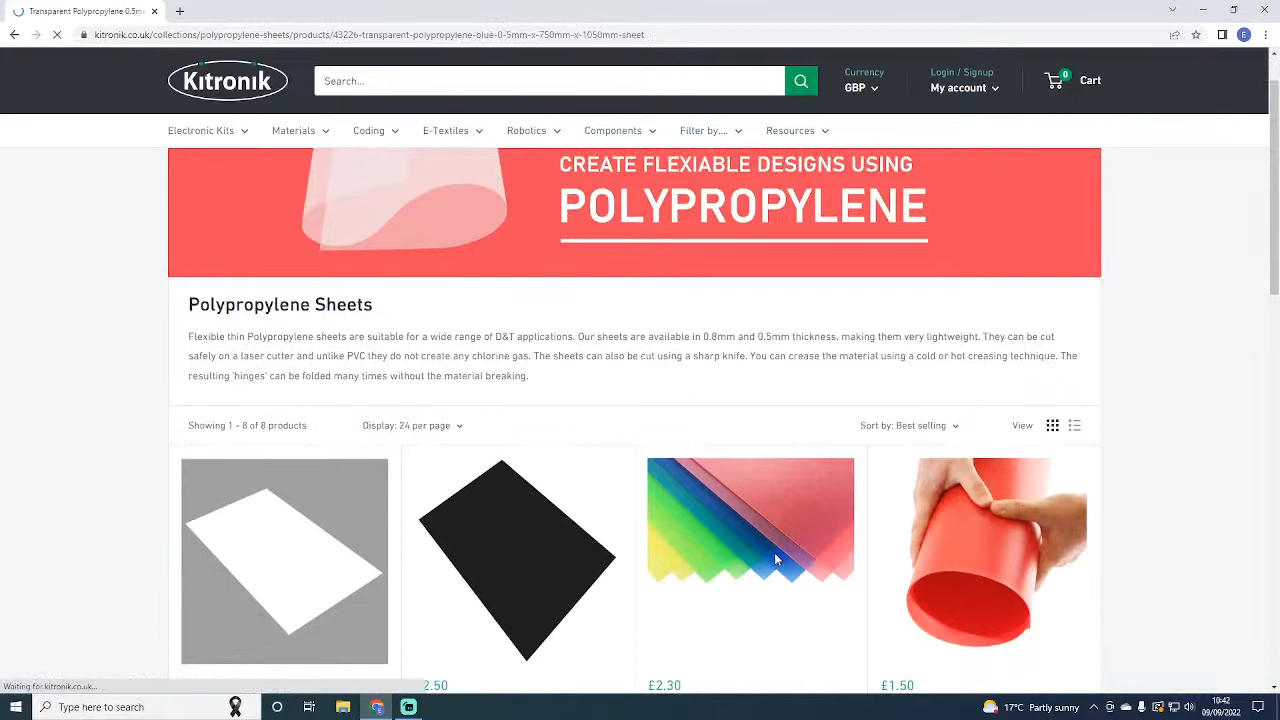 Transparent Polypropylene 0.5m
kitronik.co.uk/collections/polypropylene-sheets/products/4322b-transparent-polypropylene-blue-0-5mm-x-750mm-x-1050mm-sheet
E
Kitronik
Search...
Currency
GBP
Login / Signup
My account
0
Cart
Electronic Kits
Materials
Coding
E-Textiles
Robotics
Components
Filter by....
Resources
CREATE FLEXIABLE DESIGNS USING
POLYPROPYLENE
Polypropylene Sheets
Flexible thin Polypropylene sheets are suitable for a wide range of D&T applications. Our sheets are available in 0.8mm and 0.5mm thickness, making them very lightweight. They can be cut
safely on a laser cutter and unlike PVC they do not create any chlorine gas. The sheets can also be cut using a sharp knife. You can crease the material using a cold or hot creasing technique. The
resulting 'hinges' can be folded many times without the material breaking.
Showing 1 - 8 of 8 products
Display: 24 per page
Sort by: Best selling
View
2.50
£2.30
£1.50
Waiting for kitronik.co.uk...
Type here to search
17°C Partly sunny
10:42
09/09/2022